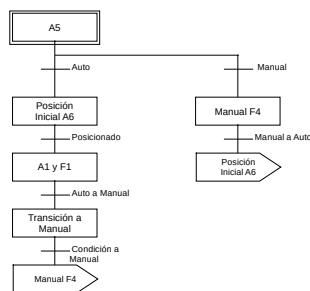 A5
Auto
Manual
Posición
Inicial A6
Manual F4
Posicionado
Manual a Auto
A1 y F1
Posición
Inicial A6
Auto a Manual
Transición a
Manual
Condición a
Manual
Manual F4